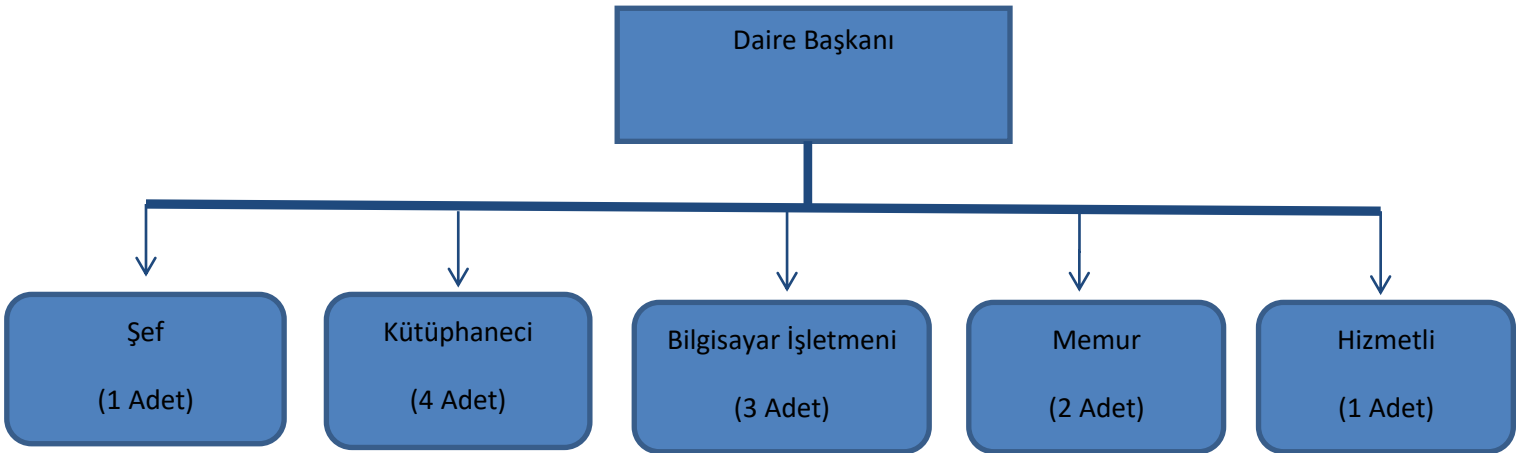 Daire Başkanı
Şef
(1 Adet)
Kütüphaneci
(4 Adet)
Bilgisayar İşletmeni
(3 Adet)
Memur
(2 Adet)
Hizmetli
(1 Adet)